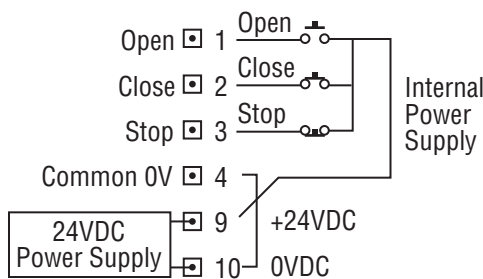 Open 1 Open
Close 2 Close
Stop 3 Stop
Internal
Power
Supply
Common 0V 4
24VDC
Power Supply
9 +24VDC
10 0VDC